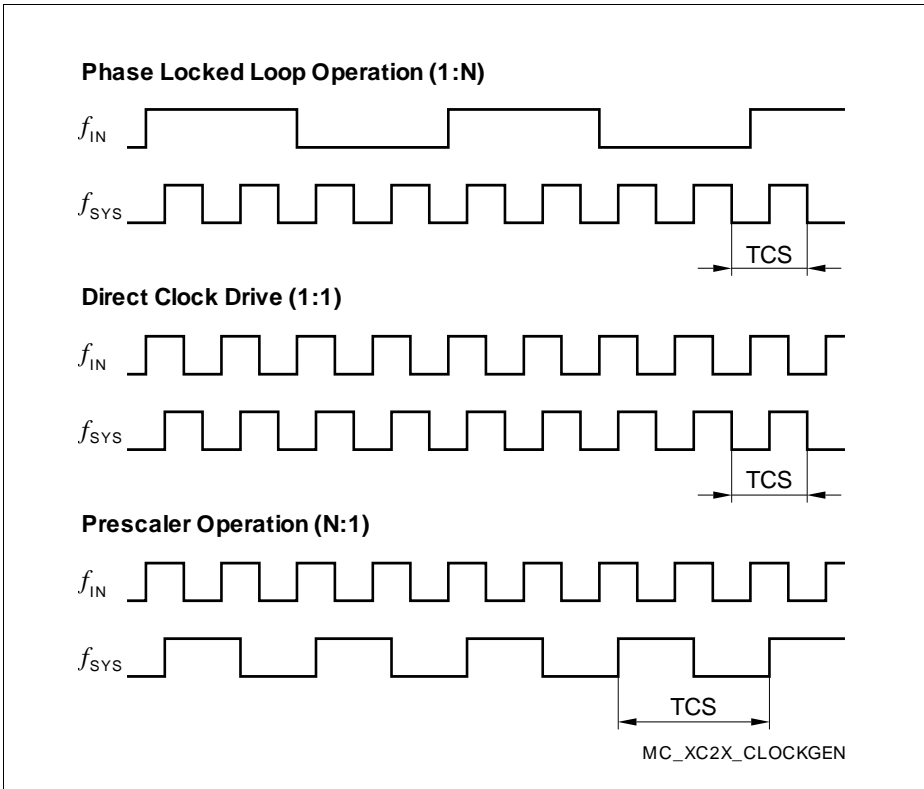 Phase Locked Loop Operation (1:N)
fIN
fSYS
TCS
Direct Clock Drive (1:1)
fIN
fSYS
TCS
Prescaler Operation (N:1)
fIN
fSYS
TCS
MC_XC2X_CLOCKGEN